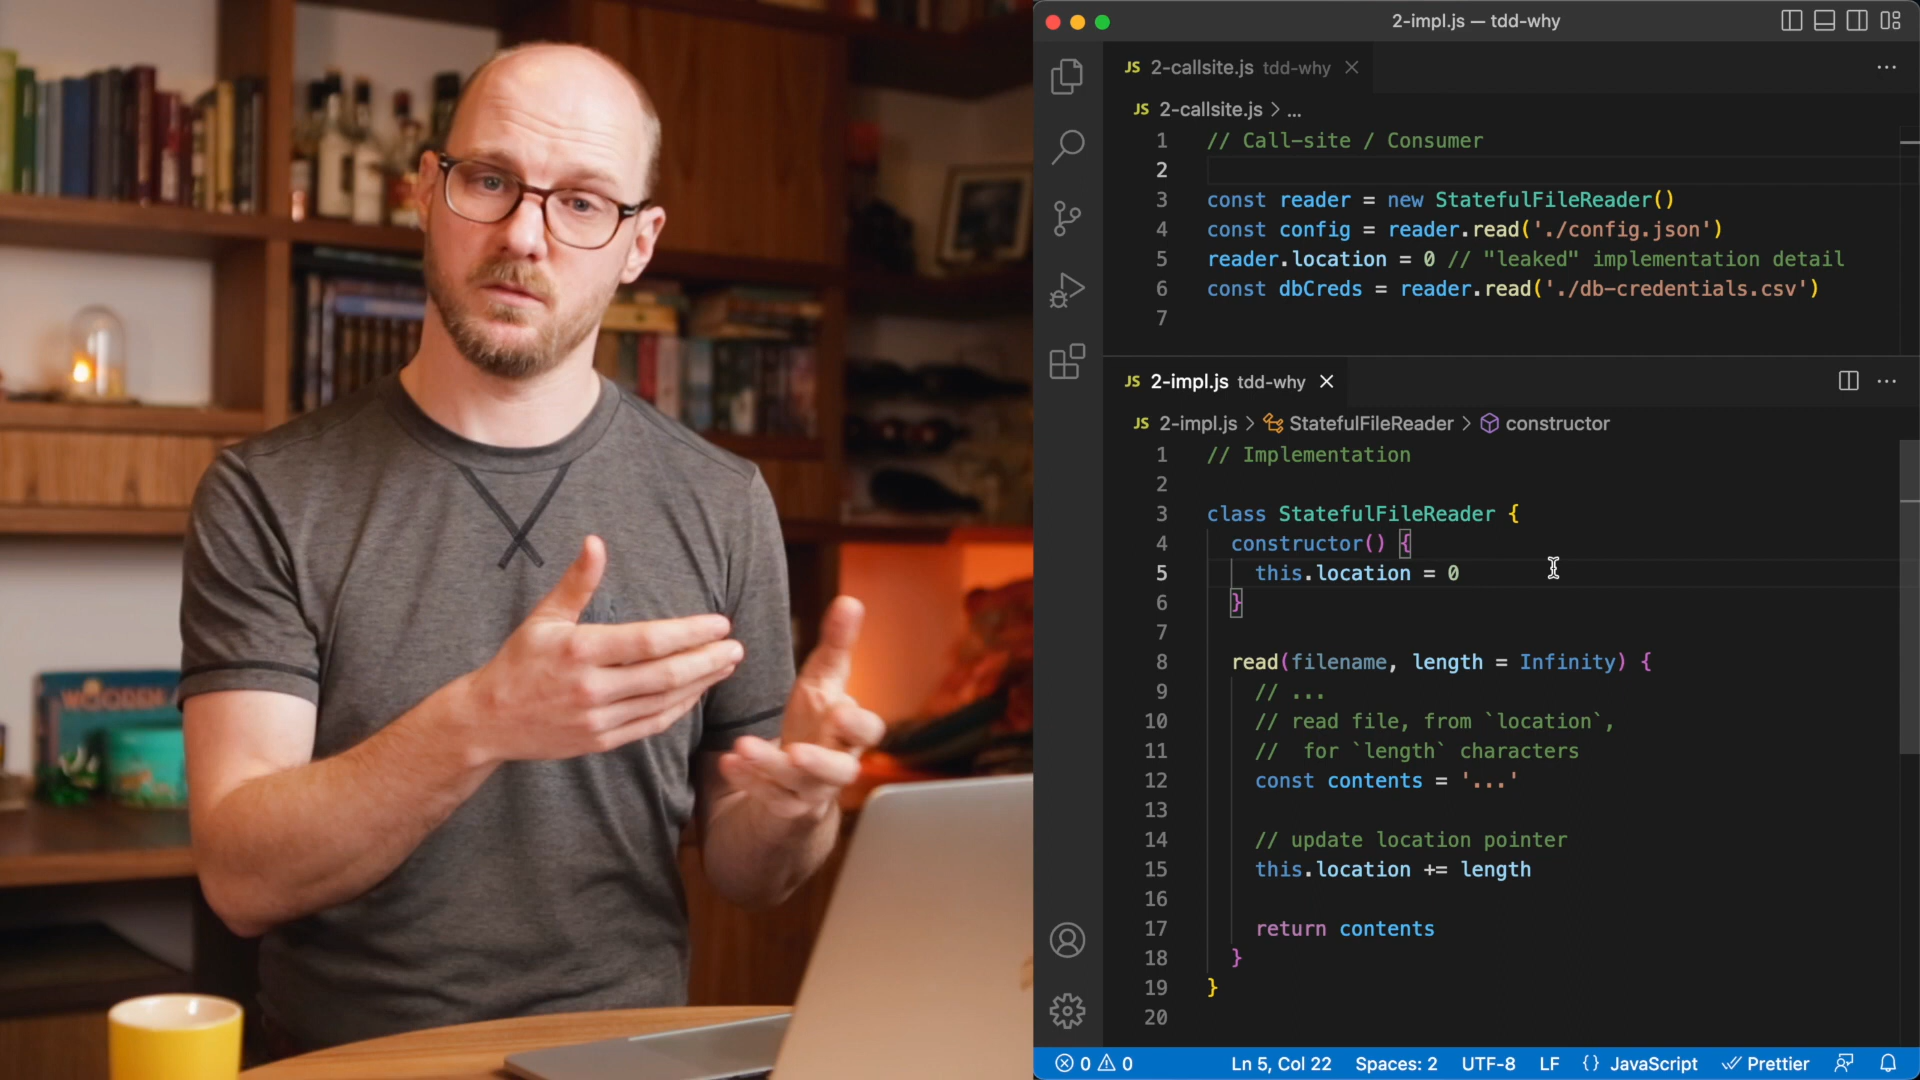 WOODEN
2-impl.js — tdd-why
JS 2-callsite.js tdd-why
JS 2-callsite.js > ...
1 // Call-site / Consumer
2
3 const reader = new StatefulFileReader()
4 const config = reader.read('./config.json')
5 reader.location = 0 // "leaked" implementation detail
6 const dbCreds = reader.read('./db-credentials.csv')
7
JS 2-impl.js tdd-why
JS 2-impl.js > StatefulFileReader > constructor
1 // Implementation
2
3 class StatefulFileReader {
4 constructor() {
5 this.location = 0
6 }
7
8 read(filename, length = Infinity) {
9 // ...
10 // read file, from `location`,
11 //  for `length` characters
12 const contents = '...'
13
14 // update location pointer
15 this.location += length
16
17 return contents
18 }
19 }
20
0 0 Ln 5, Col 22 Spaces: 2 UTF-8 LF {} JavaScript Prettier